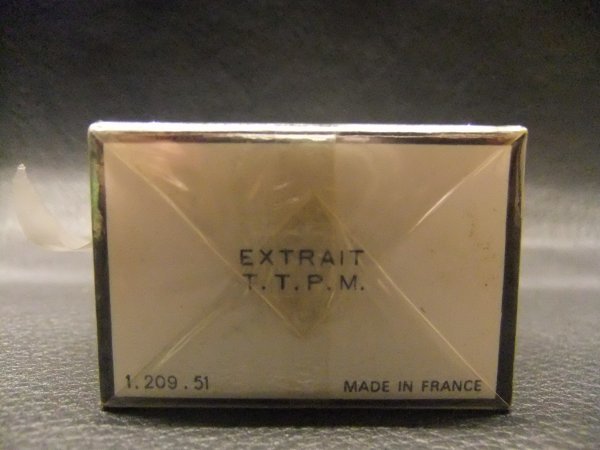 EXTRAIT
T.T.P.M.
1.209.51
MADE IN FRANCE